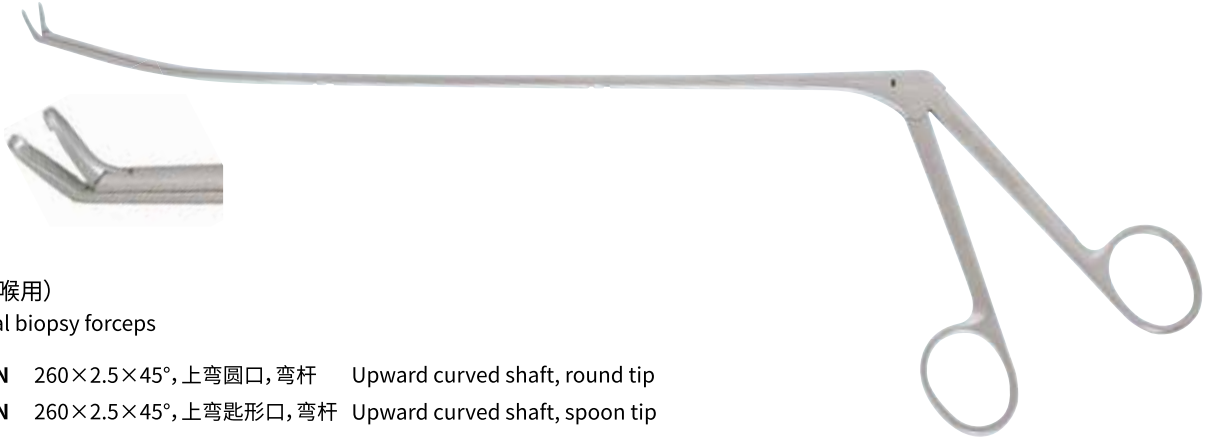 喉用）
al biopsy forceps
N 260×2.5×45°，上弯圆口，弯杆 Upward curved shaft, round tip
N 260×2.5×45°，上弯匙形口，弯杆 Upward curved shaft, spoon tip